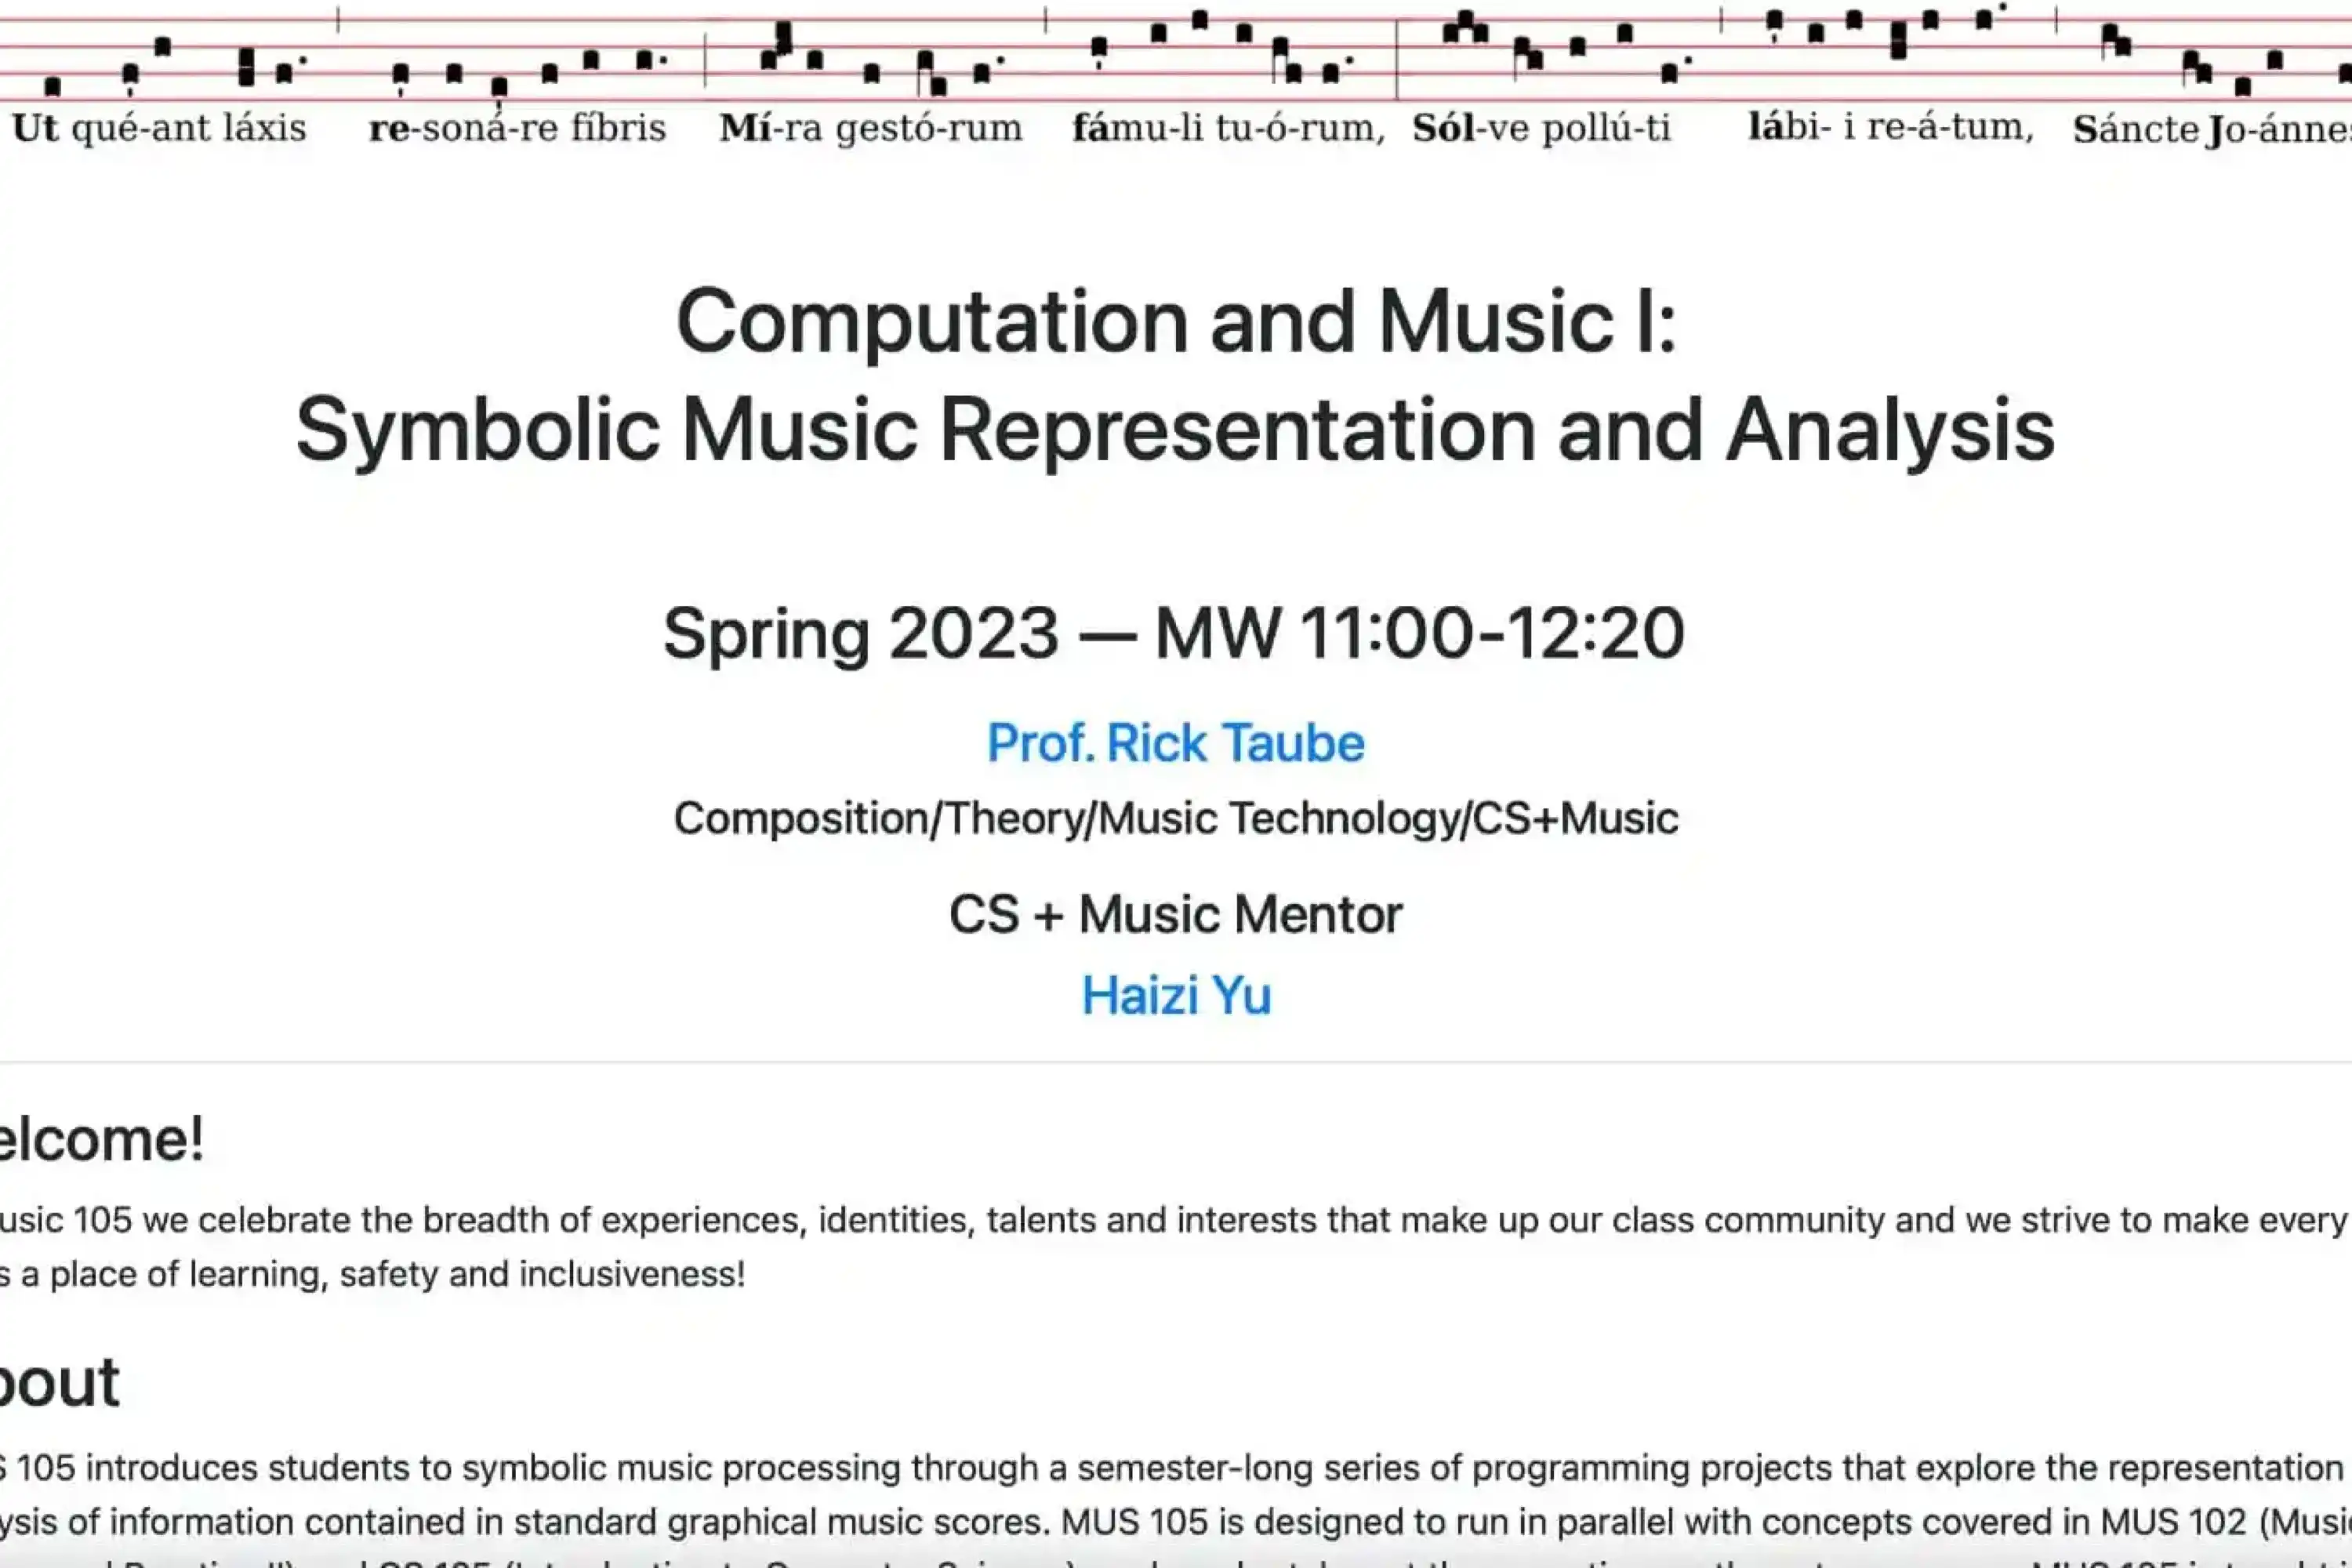 Ut qué-ant láxis re-soná-re fíbris Mí-ra gestó-rum fámu-li tu-ó-rum, Sól-ve pollú-ti lábi- i re-á-tum, Sáncte Jo-ánnes
Computation and Music I:
Symbolic Music Representation and Analysis
Spring 2023 — MW 11:00-12:20
Prof. Rick Taube
Composition/Theory/Music Technology/CS+Music
CS + Music Mentor
Haizi Yu
elcome!
usic 105 we celebrate the breadth of experiences, identities, talents and interests that make up our class community and we strive to make every
s a place of learning, safety and inclusiveness!
bout
S 105 introduces students to symbolic music processing through a semester-long series of programming projects that explore the representation
ysis of information contained in standard graphical music scores. MUS 105 is designed to run in parallel with concepts covered in MUS 102 (Musi